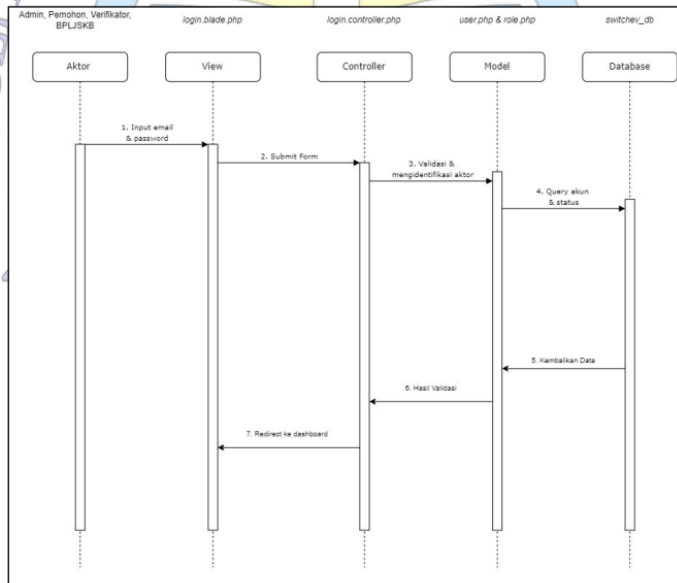 Admin, Pemohon, Verifikator,
BPLJSKB
login.blade.php
login.controller.php
user.php & role.php
switchev_db
Aktor
View
Controller
Model
Database
1. Input email
& password
2. Submit Form
3. Validasi &
mengidentifikasi aktor
4. Query akun
& status
5. Kembalikan Data
6. Hasil Validasi
7. Redirect ke dashboard